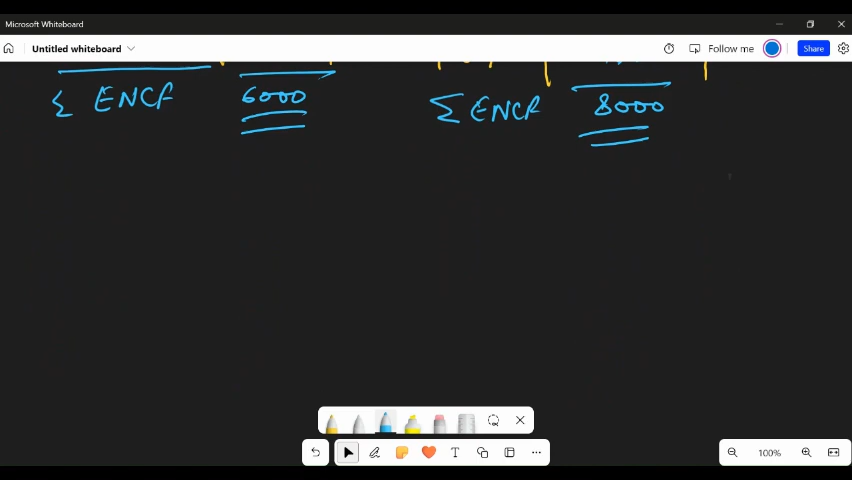 Microsoft Whiteboard
Untitled whiteboard
Follow me
Share
Σ ENCF 6000
Σ ENCF 8000
100%